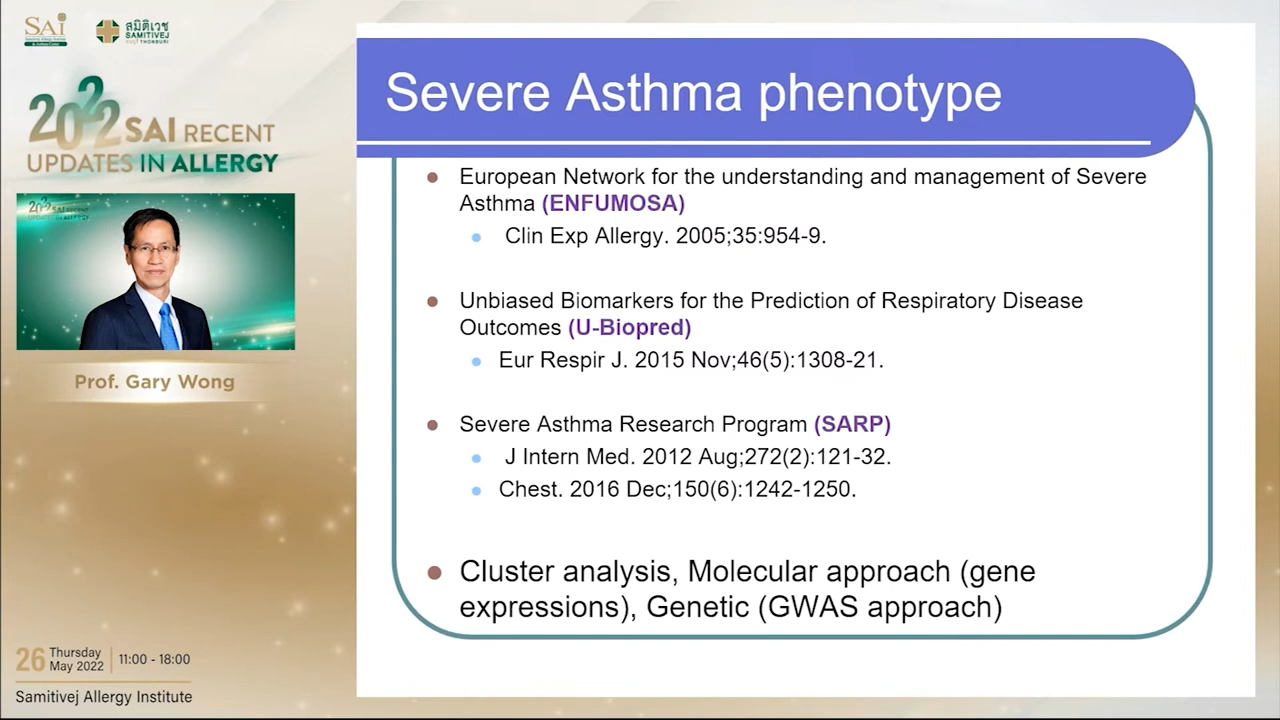 SAi
สมิติเวช
SAMITIVEJ
ธนบุรี THONBURI
2022 SAI RECENT
UPDATES IN ALLERGY
2022 SAI RECENT
UPDATES IN ALLERGY
Prof. Gary Wong
26 Thursday
May 2022
11:00 - 18:00
Samitivej Allergy Institute
Severe Asthma phenotype
European Network for the understanding and management of Severe
Asthma (ENFUMOSA)
Clin Exp Allergy. 2005;35:954-9.
Unbiased Biomarkers for the Prediction of Respiratory Disease
Outcomes (U-Biopred)
Eur Respir J. 2015 Nov;46(5):1308-21.
Severe Asthma Research Program (SARP)
J Intern Med. 2012 Aug;272(2):121-32.
Chest. 2016 Dec;150(6):1242-1250.
Cluster analysis, Molecular approach (gene
expressions), Genetic (GWAS approach)